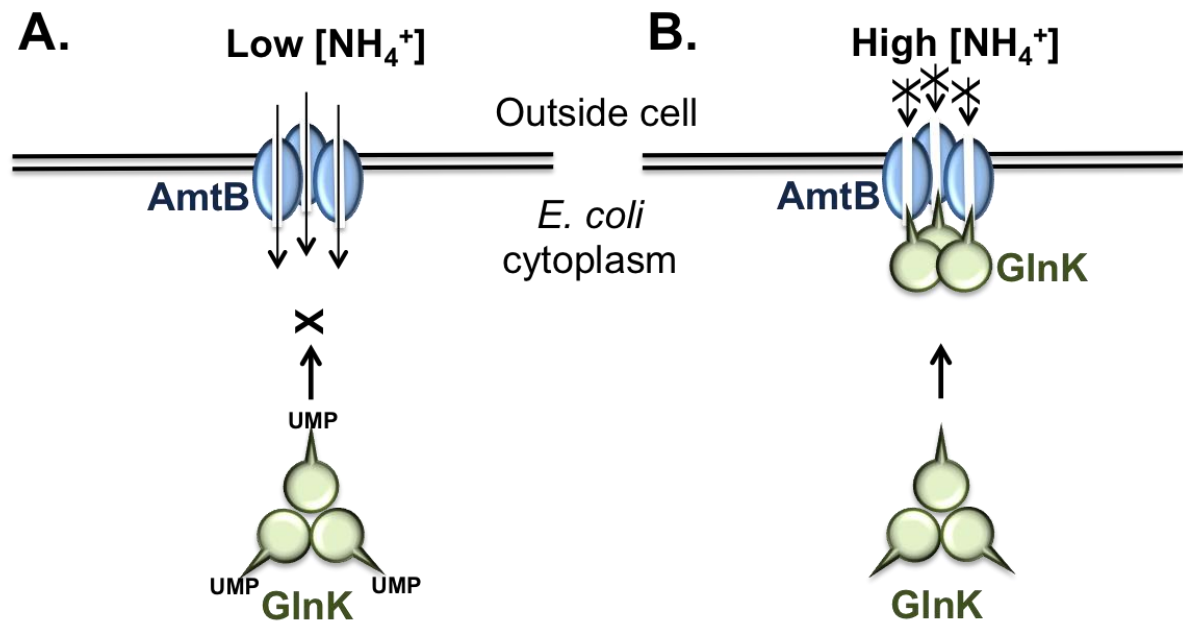 A.
Low [NH₄⁺]
Outside cell
AmtB
E. coli
cytoplasm
X
UMP
UMP
UMP
GlnK
B.
High [NH₄⁺]
AmtB
GlnK
GlnK